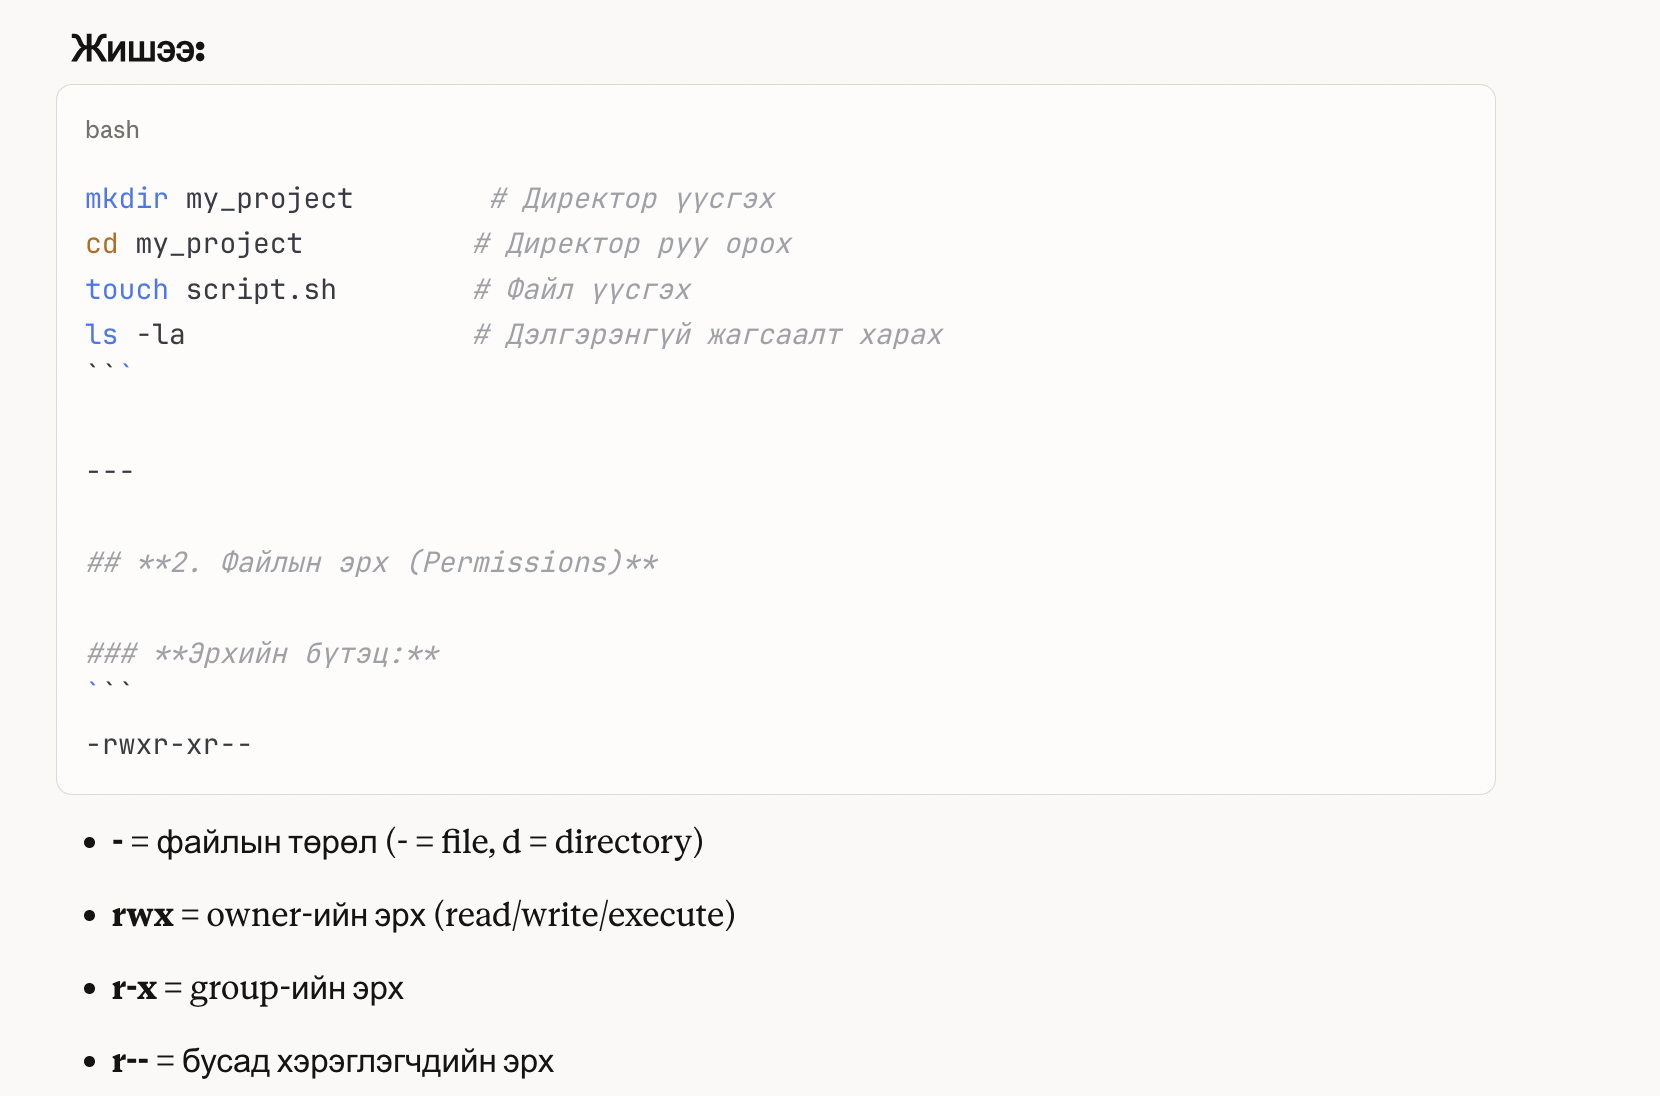 Жишээ:
bash
mkdir my_project        # Директор үүсгэх
cd my_project          # Директор руу орох
touch script.sh        # Файл үүсгэх
ls -la                 # Дэлгэрэнгүй жагсаалт харах
```
---
## **2. Файлын эрх (Permissions)**
### **Эрхийн бүтэц:**
```
-rwxr-xr--
• - = файлын төрөл (- = file, d = directory)
• rwx = owner-ийн эрх (read/write/execute)
• r-x = group-ийн эрх
• r-- = бусад хэрэглэгчдийн эрх